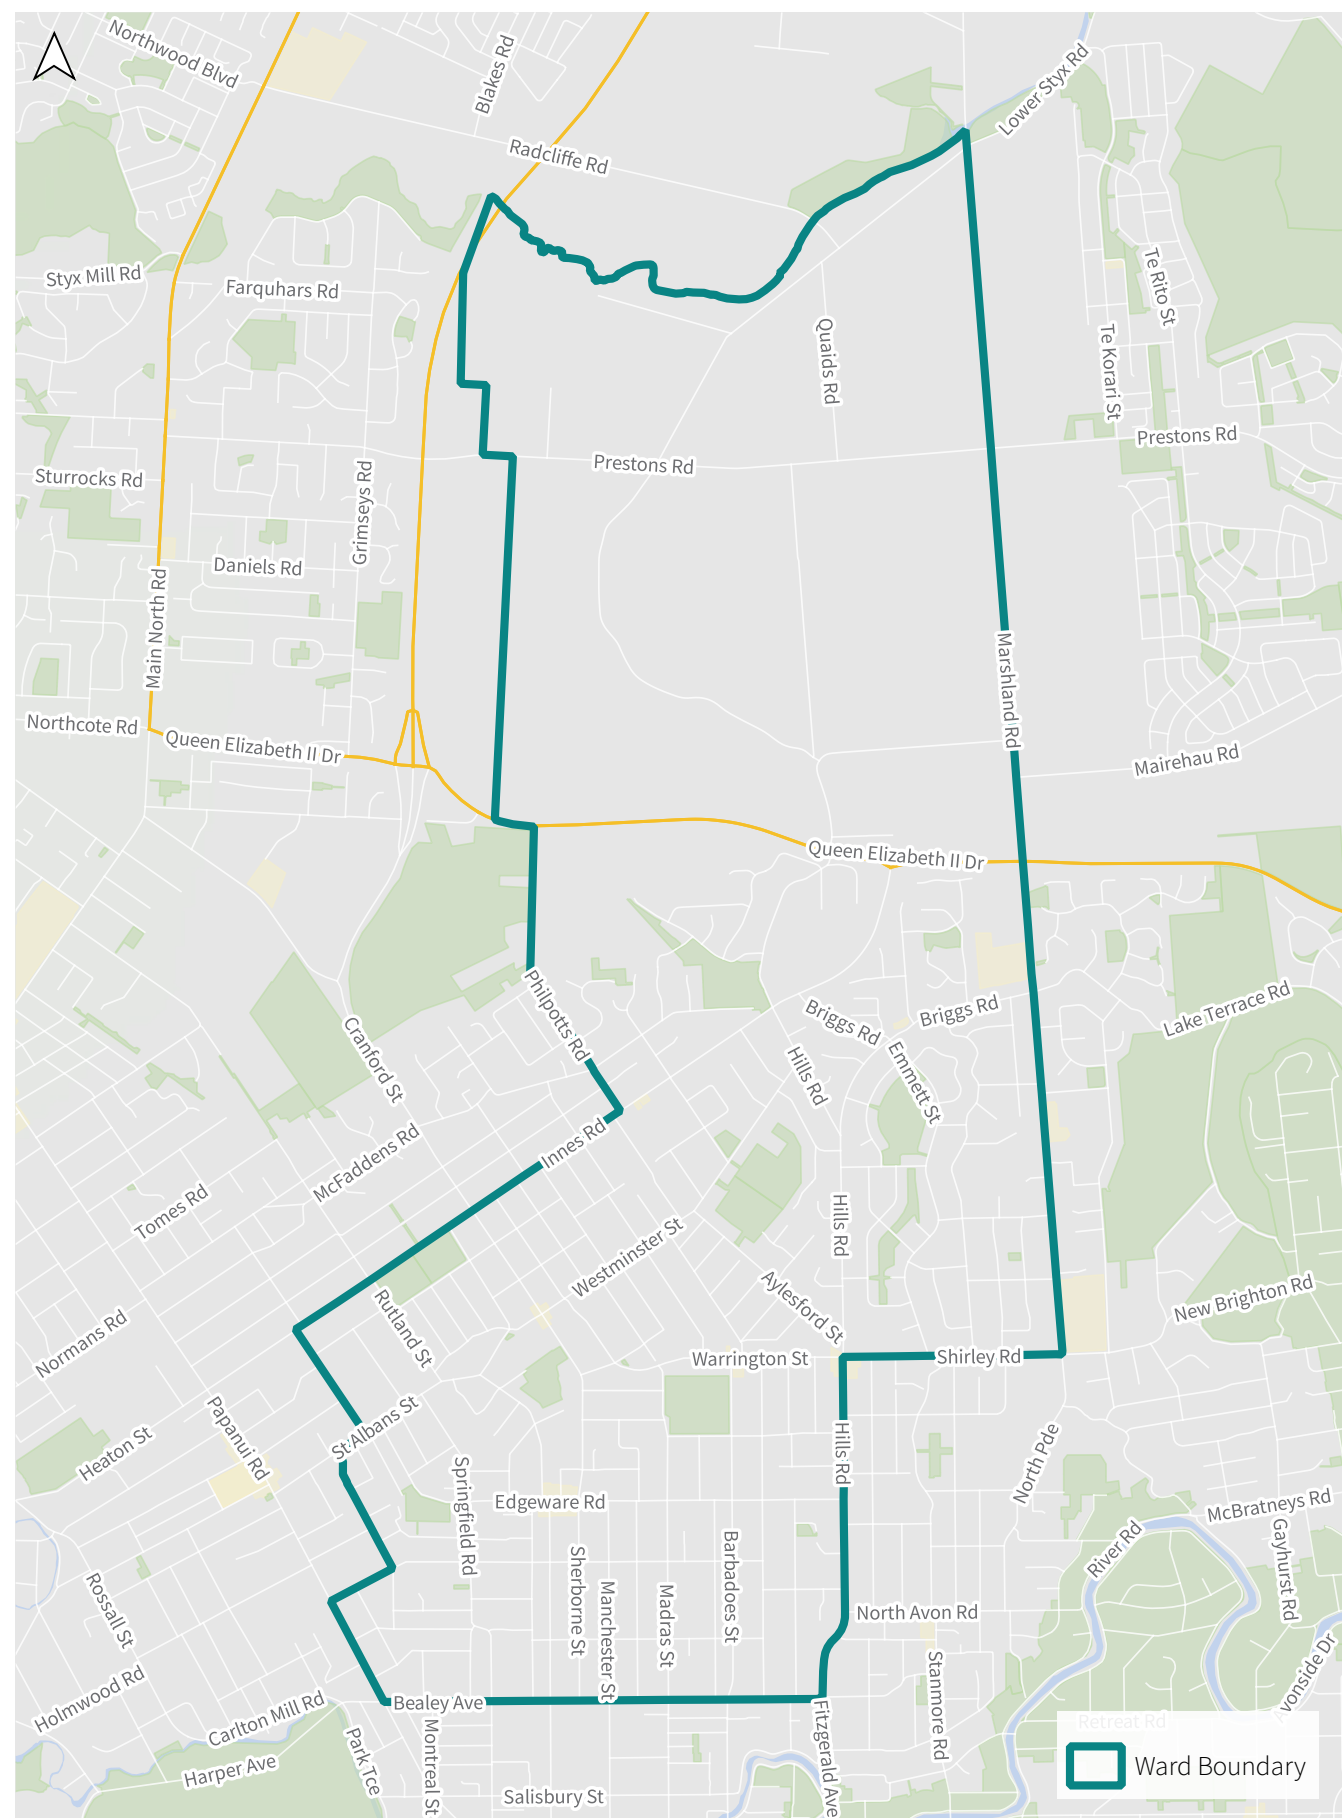 Northwood Blvd
Blakes Rd
Lower Styx Rd
Radcliffe Rd
Styx Mill Rd
Farquhars Rd
Te Rito St
Quaids Rd
Te Korari St
Prestons Rd
Prestons Rd
Sturrocks Rd
Grimseys Rd
Daniels Rd
Main North Rd
Marshland Rd
Northcote Rd
Queen Elizabeth II Dr
Mairehau Rd
Queen Elizabeth II Dr
Philpotts Rd
Briggs Rd
Briggs Rd
Lake Terrace Rd
Cranford St
Hills Rd
Emmett St
McFaddens Rd
Innes Rd
Tomes Rd
Hills Rd
Westminster St
Aylesford St
New Brighton Rd
Rutland St
Normans Rd
Warrington St
Shirley Rd
Papanui Rd
St Albans St
Heaton St
Hills Rd
North Pde
Springfield Rd
Edgeware Rd
McBratneys Rd
River Rd
Gayhurst Rd
Barbadoes St
Sherborne St
Manchester St
Madras St
Rossall St
North Avon Rd
Stanmore Rd
Avonside Dr
Holmwood Rd
Carlton Mill Rd
Bealey Ave
Retreat Rd
Fitzgerald Ave
Harper Ave
Park Tce
Montreal St
Salisbury St
Ward Boundary